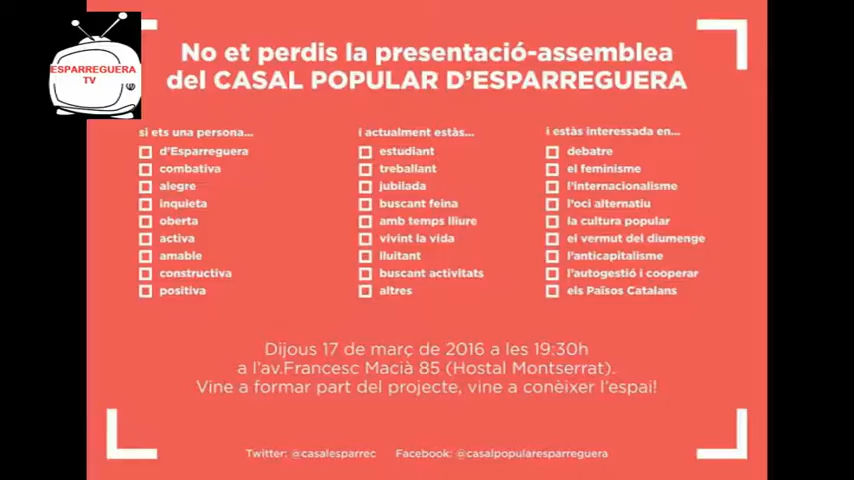 ESPARREGUERA
TV
No et perdis la presentació-assemblea
del CASAL POPULAR D'ESPARREGUERA
si ets una persona...
d'Esparreguera
combativa
alegre
inquieta
oberta
activa
amable
constructiva
positiva
i actualment estàs...
estudiant
treballant
jubilada
buscant feina
amb temps lliure
vivint la vida
lluitant
buscant activitats
altres
i estàs interessada en...
debatre
el feminisme
l'internacionalisme
l'oci alternatiu
la cultura popular
el vermut del diumenge
l'anticapitalisme
l'autogestió i cooperar
els Països Catalans
Dijous 17 de març de 2016 a les 19:30h
a l'av.Francesc Macià 85 (Hostal Montserrat).
Vine a formar part del projecte, vine a conèixer l'espai!
Twitter: @casalesparrec Facebook: @casalpopularesparreguera